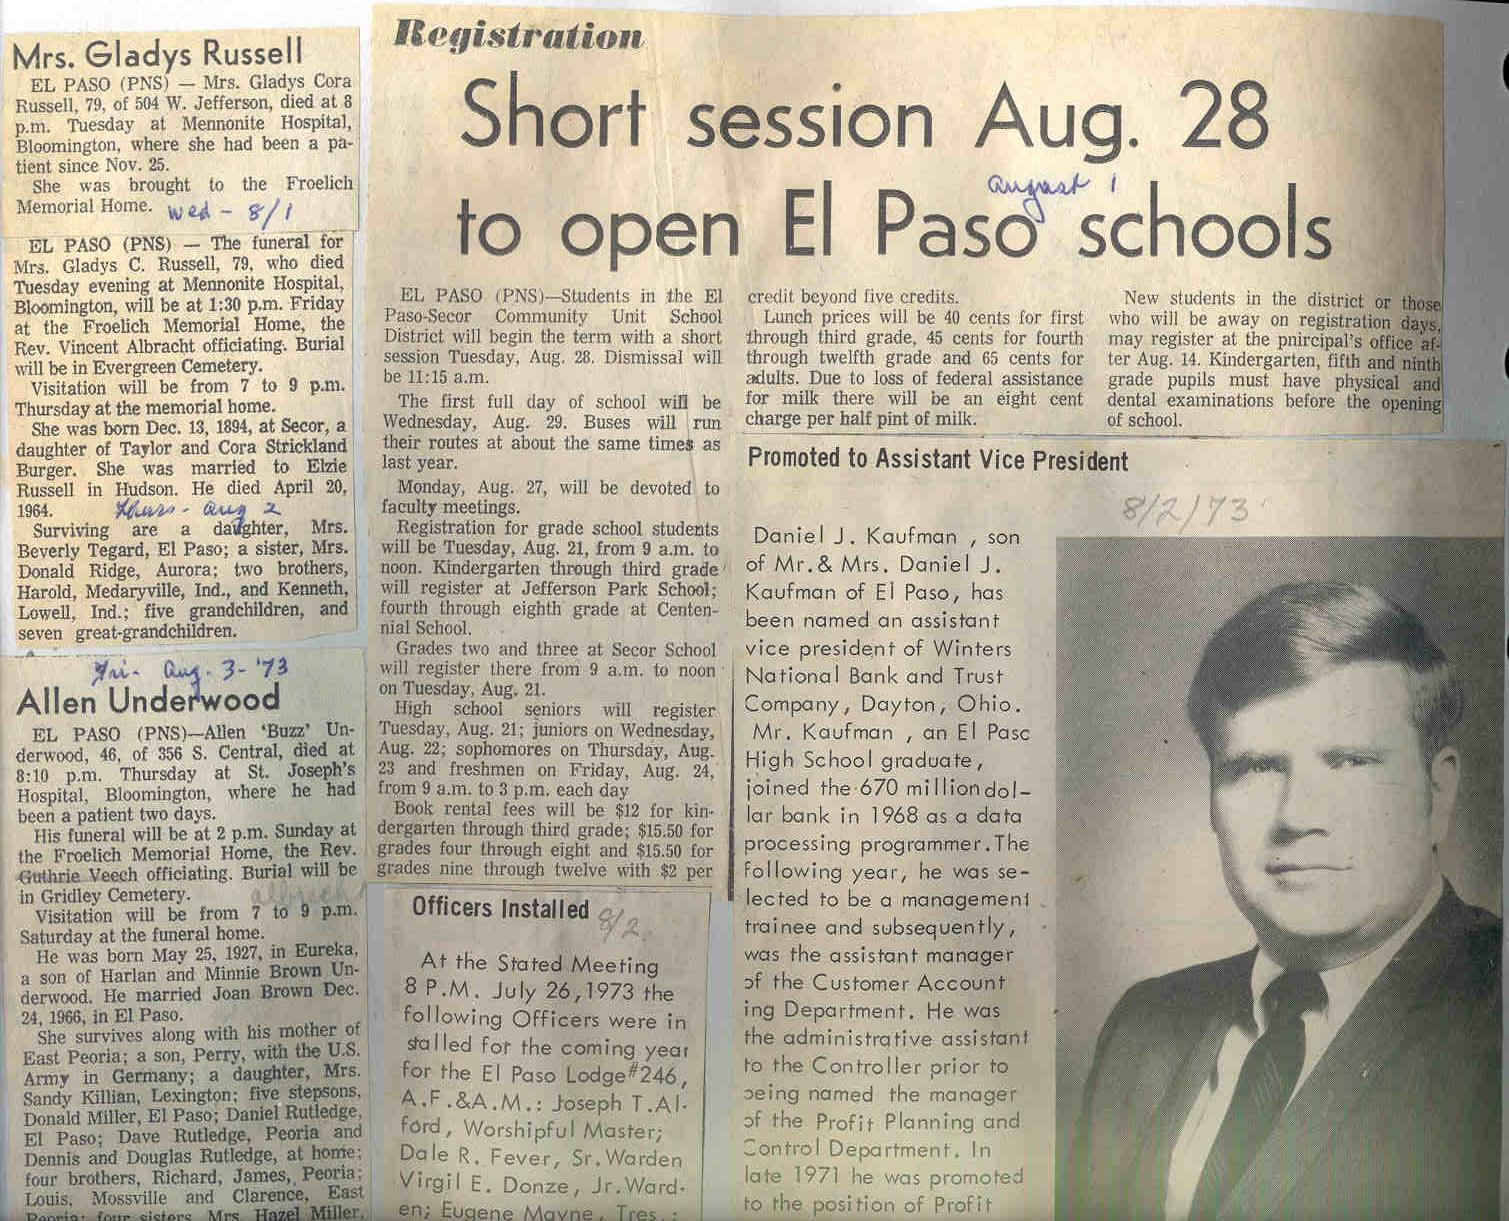 Mrs. Gladys Russell
EL PASO (PNS) — Mrs. Gladys Cora
Russell, 79, of 504 W. Jefferson, died at 8
p.m. Tuesday at Mennonite Hospital,
Bloomington, where she had been a pa-
tient since Nov. 25.
She was brought to the Froelich
Memorial Home.
Wed - 8/1
EL PASO (PNS) — The funeral for
Mrs. Gladys C. Russell, 79, who died
Tuesday evening at Mennonite Hospital,
Bloomington, will be at 1:30 p.m. Friday
at the Froelich Memorial Home, the
Rev. Vincent Albracht officiating. Burial
will be in Evergreen Cemetery.
Visitation will be from 7 to 9 p.m.
Thursday at the memorial home.
She was born Dec. 13, 1894, at Secor, a
daughter of Taylor and Cora Strickland
Burger. She was married to Elzie
Russell in Hudson. He died April 20,
1964.
Thurs - Aug 2
Surviving are a daughter, Mrs.
Beverly Tegard, El Paso; a sister, Mrs.
Donald Ridge, Aurora; two brothers,
Harold, Medaryville, Ind., and Kenneth,
Lowell, Ind.; five grandchildren, and
seven great-grandchildren.
Fri- Aug. 3-'73
Allen Underwood
EL PASO (PNS)—Allen 'Buzz' Un-
derwood, 46, of 356 S. Central, died at
8:10 p.m. Thursday at St. Joseph's
Hospital, Bloomington, where he had
been a patient two days.
His funeral will be at 2 p.m. Sunday at
the Froelich Memorial Home, the Rev.
Guthrie Veech officiating. Burial will be
in Gridley Cemetery.
Visitation will be from 7 to 9 p.m.
Saturday at the funeral home.
He was born May 25, 1927, in Eureka,
a son of Harlan and Minnie Brown Un-
derwood. He married Joan Brown Dec.
24, 1966, in El Paso.
She survives along with his mother of
East Peoria; a son, Perry, with the U.S.
Army in Germany; a daughter, Mrs.
Sandy Killian, Lexington; five stepsons,
Donald Miller, El Paso; Daniel Rutledge,
El Paso; Dave Rutledge, Peoria and
Dennis and Douglas Rutledge, at home;
four brothers, Richard, James, Peoria;
Louis, Mossville and Clarence, East
Peoria; four sisters, Mrs. Hazel Miller,
Registration
Short session Aug. 28
to open El Paso schools
August 1
EL PASO (PNS)—Students in the El
Paso-Secor Community Unit School
District will begin the term with a short
session Tuesday, Aug. 28. Dismissal will
be 11:15 a.m.
The first full day of school will be
Wednesday, Aug. 29. Buses will run
their routes at about the same times as
last year.
Monday, Aug. 27, will be devoted to
faculty meetings.
Registration for grade school students
will be Tuesday, Aug. 21, from 9 a.m. to
noon. Kindergarten through third grade
will register at Jefferson Park School;
fourth through eighth grade at Centen-
nial School.
Grades two and three at Secor School
will register there from 9 a.m. to noon
on Tuesday, Aug. 21.
High school seniors will register
Tuesday, Aug. 21; juniors on Wednesday,
Aug. 22; sophomores on Thursday, Aug.
23 and freshmen on Friday, Aug. 24,
from 9 a.m. to 3 p.m. each day
Book rental fees will be $12 for kin-
dergarten through third grade; $15.50 for
grades four through eight and $15.50 for
grades nine through twelve with $2 per
credit beyond five credits.
Lunch prices will be 40 cents for first
through third grade, 45 cents for fourth
through twelfth grade and 65 cents for
adults. Due to loss of federal assistance
for milk there will be an eight cent
charge per half pint of milk.
New students in the district or those
who will be away on registration days,
may register at the pnircipal's office af-
ter Aug. 14. Kindergarten, fifth and ninth
grade pupils must have physical and
dental examinations before the opening
of school.
Officers Installed
8/2
At the Stated Meeting
8 P.M. July 26,1973 the
following Officers were in
stalled for the coming year
for the El Paso Lodge#246,
A.F.&A.M.: Joseph T.Al-
ford, Worshipful Master;
Dale R. Fever, Sr.Warden
Virgil E. Donze, Jr.Ward-
en; Eugene Mayne, Tres.;
Promoted to Assistant Vice President
8/2/73
Daniel J. Kaufman , son
of Mr.& Mrs. Daniel J.
Kaufman of El Paso, has
been named an assistant
vice president of Winters
National Bank and Trust
Company, Dayton, Ohio.
Mr. Kaufman , an El Paso
High School graduate,
joined the 670 million dol-
lar bank in 1968 as a data
processing programmer.The
following year, he was se-
lected to be a management
trainee and subsequently,
was the assistant manager
of the Customer Account
ing Department. He was
the administrative assistant
to the Controller prior to
being named the manager
of the Profit Planning and
Control Department. In
late 1971 he was promoted
to the position of Profit